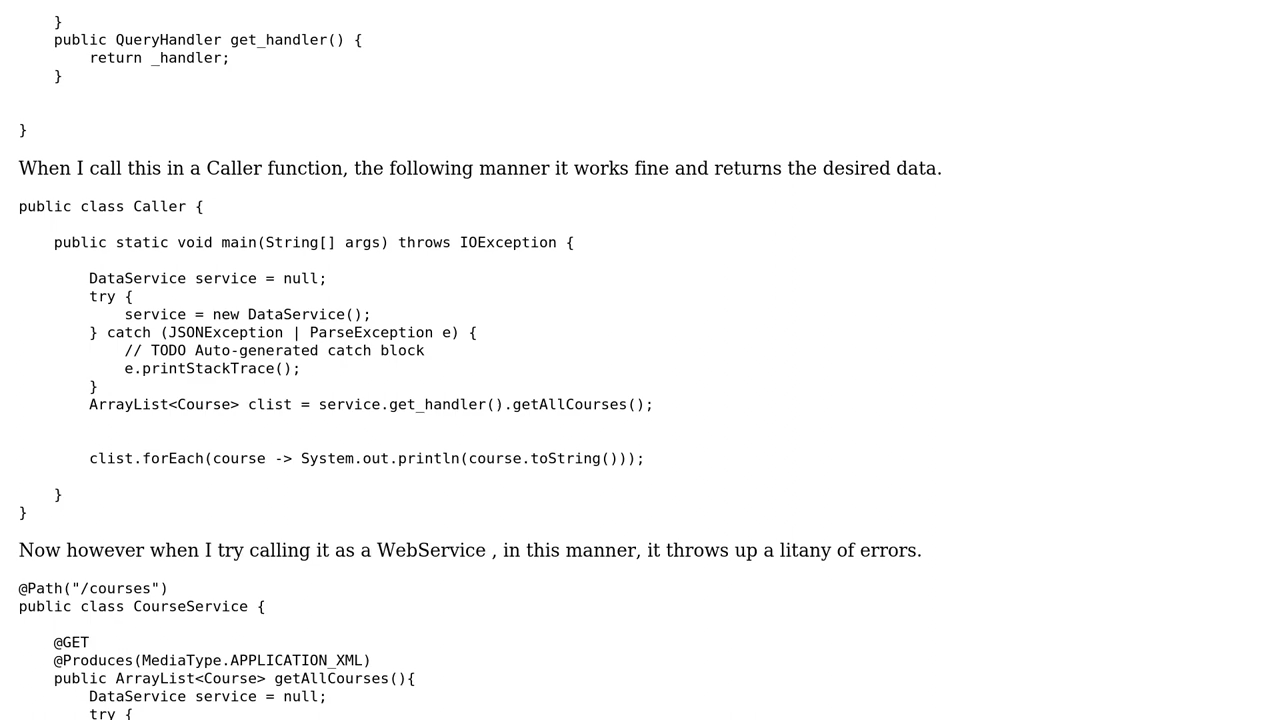 }
    public QueryHandler get_handler() {
        return _handler;
    }


}
When I call this in a Caller function, the following manner it works fine and returns the desired data.
public class Caller {

    public static void main(String[] args) throws IOException {

        DataService service = null;
        try {
            service = new DataService();
        } catch (JSONException | ParseException e) {
            // TODO Auto-generated catch block
            e.printStackTrace();
        }
        ArrayList<Course> clist = service.get_handler().getAllCourses();


        clist.forEach(course -> System.out.println(course.toString()));

    }
}
Now however when I try calling it as a WebService , in this manner, it throws up a litany of errors.
@Path("/courses")
public class CourseService {

    @GET
    @Produces(MediaType.APPLICATION_XML)
    public ArrayList<Course> getAllCourses(){
        DataService service = null;
        try {